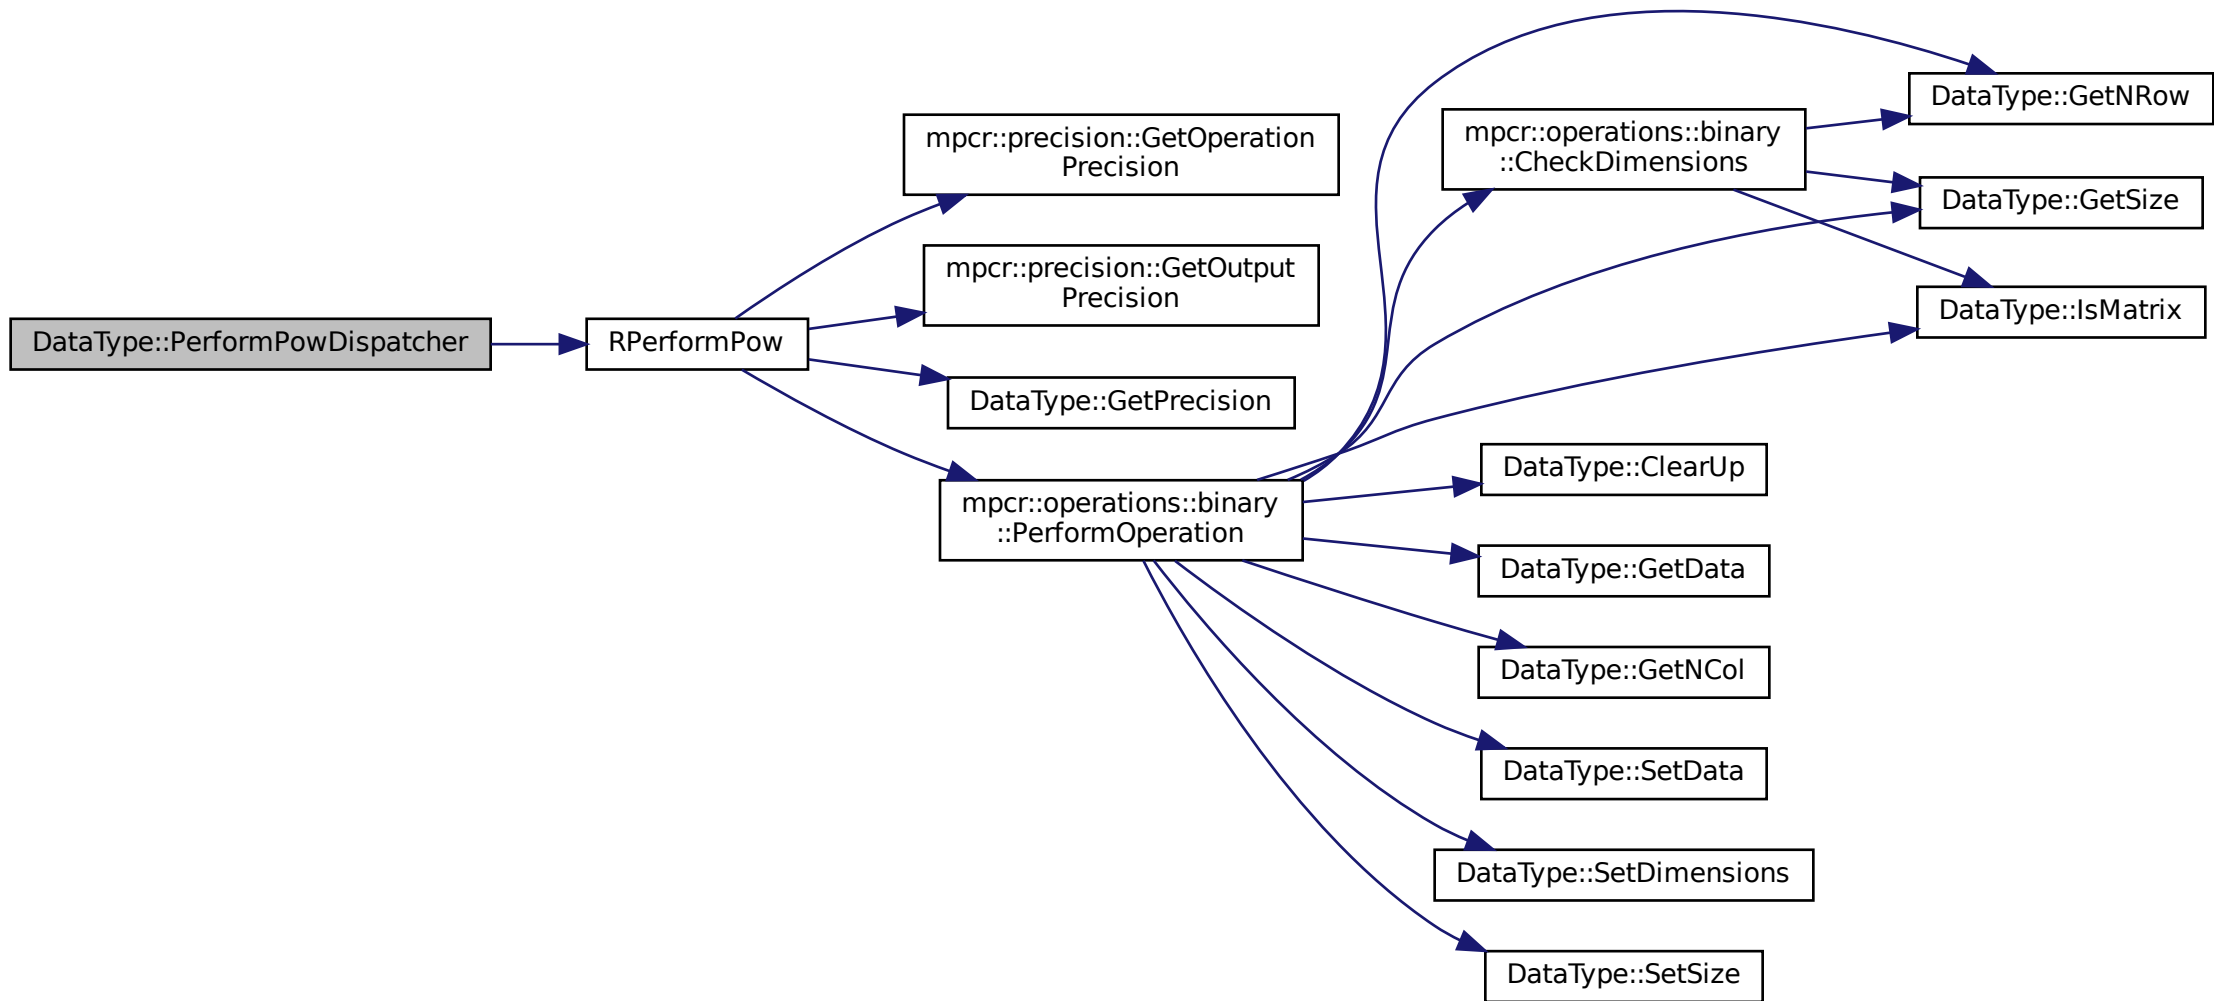 DataType::PerformPowDispatcher
RPerformPow
mpcr::precision::GetOperation
Precision
mpcr::precision::GetOutput
Precision
DataType::GetPrecision
mpcr::operations::binary
::PerformOperation
mpcr::operations::binary
::CheckDimensions
DataType::GetNRow
DataType::GetSize
DataType::IsMatrix
DataType::ClearUp
DataType::GetData
DataType::GetNCol
DataType::SetData
DataType::SetDimensions
DataType::SetSize